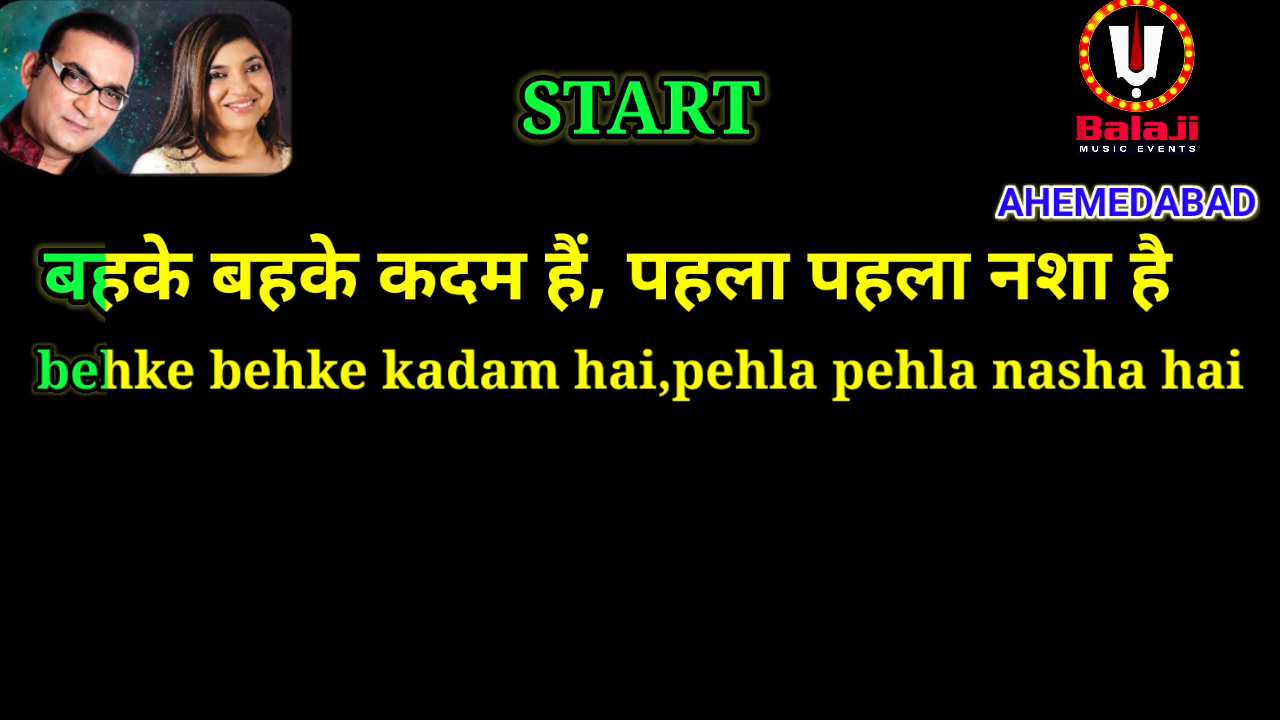 START
Balaji
MUSIC EVENTS
AHEMEDABAD
बहके बहके कदम हैं, पहला पहला नशा है
behke behke kadam hai,pehla pehla nasha hai